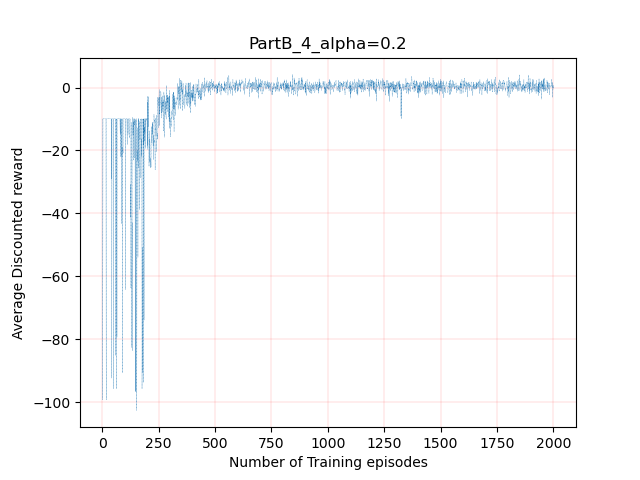 PartB_4_alpha=0.2
Average Discounted reward
0
−20
−40
−60
−80
−100
0 250 500 750 1000 1250 1500 1750 2000
Number of Training episodes